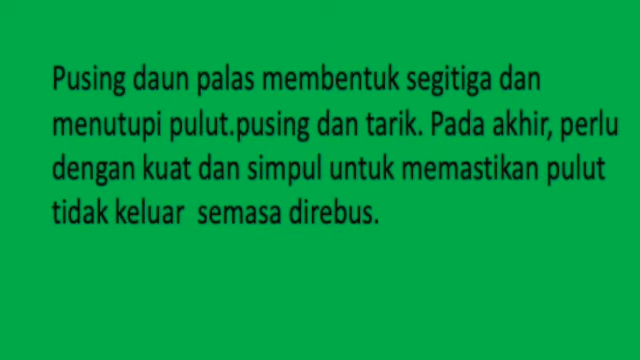 Pusing daun palas membentuk segitiga dan
menutupi pulut.pusing dan tarik. Pada akhir, perlu
dengan kuat dan simpul untuk memastikan pulut
tidak keluar  semasa direbus.